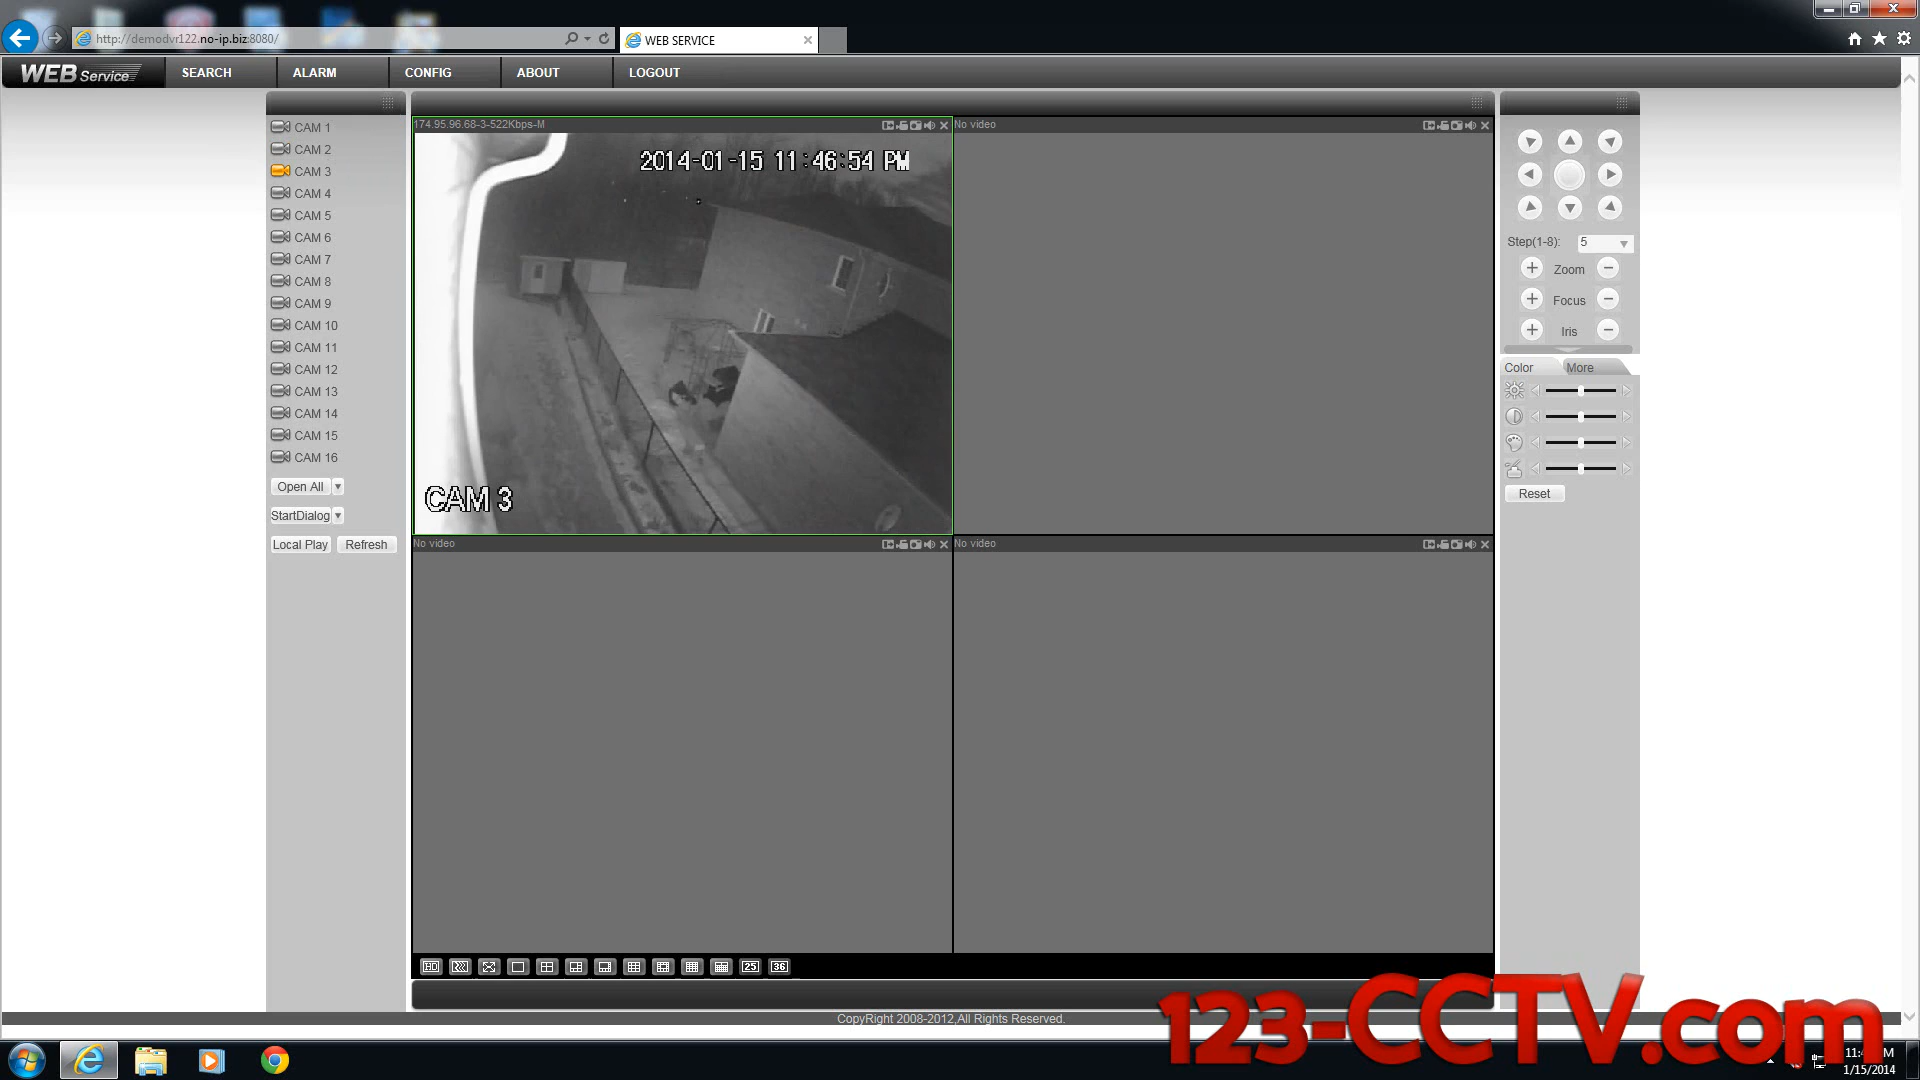 http://demodvr122.no-ip.biz:8080/
WEB SERVICE
WEB Service
SEARCH
ALARM
CONFIG
ABOUT
LOGOUT
CAM 1
CAM 2
CAM 3
CAM 4
CAM 5
CAM 6
CAM 7
CAM 8
CAM 9
CAM 10
CAM 11
CAM 12
CAM 13
CAM 14
CAM 15
CAM 16
Open All
StartDialog
Local Play
Refresh
174.95.96.68-3-522Kbps-M
2014-01-15 11:46:54 PM
CAM 3
No video
No video
No video
HD
25
36
Step(1-8): 5
Zoom
Focus
Iris
Color
More
Reset
CopyRight 2008-2012,All Rights Reserved.
123-CCTV.com
1/15/2014